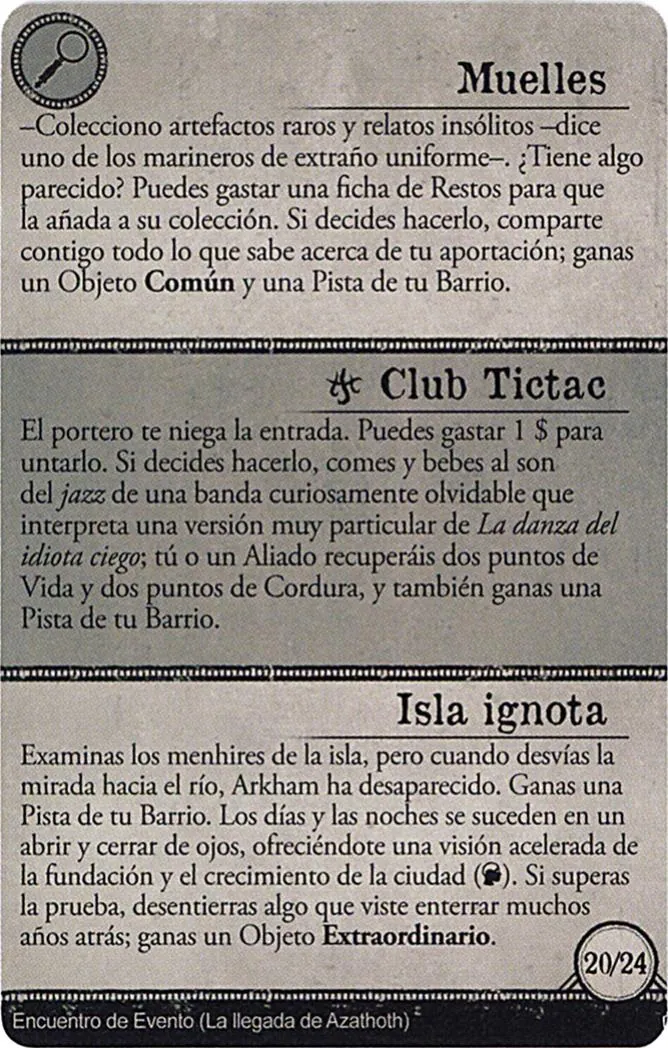 Muelles
–Colecciono artefactos raros y relatos insólitos –dice
uno de los marineros de extraño uniforme–. ¿Tiene algo
parecido? Puedes gastar una ficha de Restos para que
la añada a su colección. Si decides hacerlo, comparte
contigo todo lo que sabe acerca de tu aportación; ganas
un Objeto Común y una Pista de tu Barrio.
Club Tictac
El portero te niega la entrada. Puedes gastar 1 $ para
untarlo. Si decides hacerlo, comes y bebes al son
del jazz de una banda curiosamente olvidable que
interpreta una versión muy particular de La danza del
idiota ciego; tú o un Aliado recuperáis dos puntos de
Vida y dos puntos de Cordura, y también ganas una
Pista de tu Barrio.
Isla ignota
Examinas los menhires de la isla, pero cuando desvías la
mirada hacia el río, Arkham ha desaparecido. Ganas una
Pista de tu Barrio. Los días y las noches se suceden en un
abrir y cerrar de ojos, ofreciéndote una visión acelerada de
la fundación y el crecimiento de la ciudad (). Si superas
la prueba, desentierras algo que viste enterrar muchos
años atrás; ganas un Objeto Extraordinario.
20/24
Encuentro de Evento (La llegada de Azathoth)